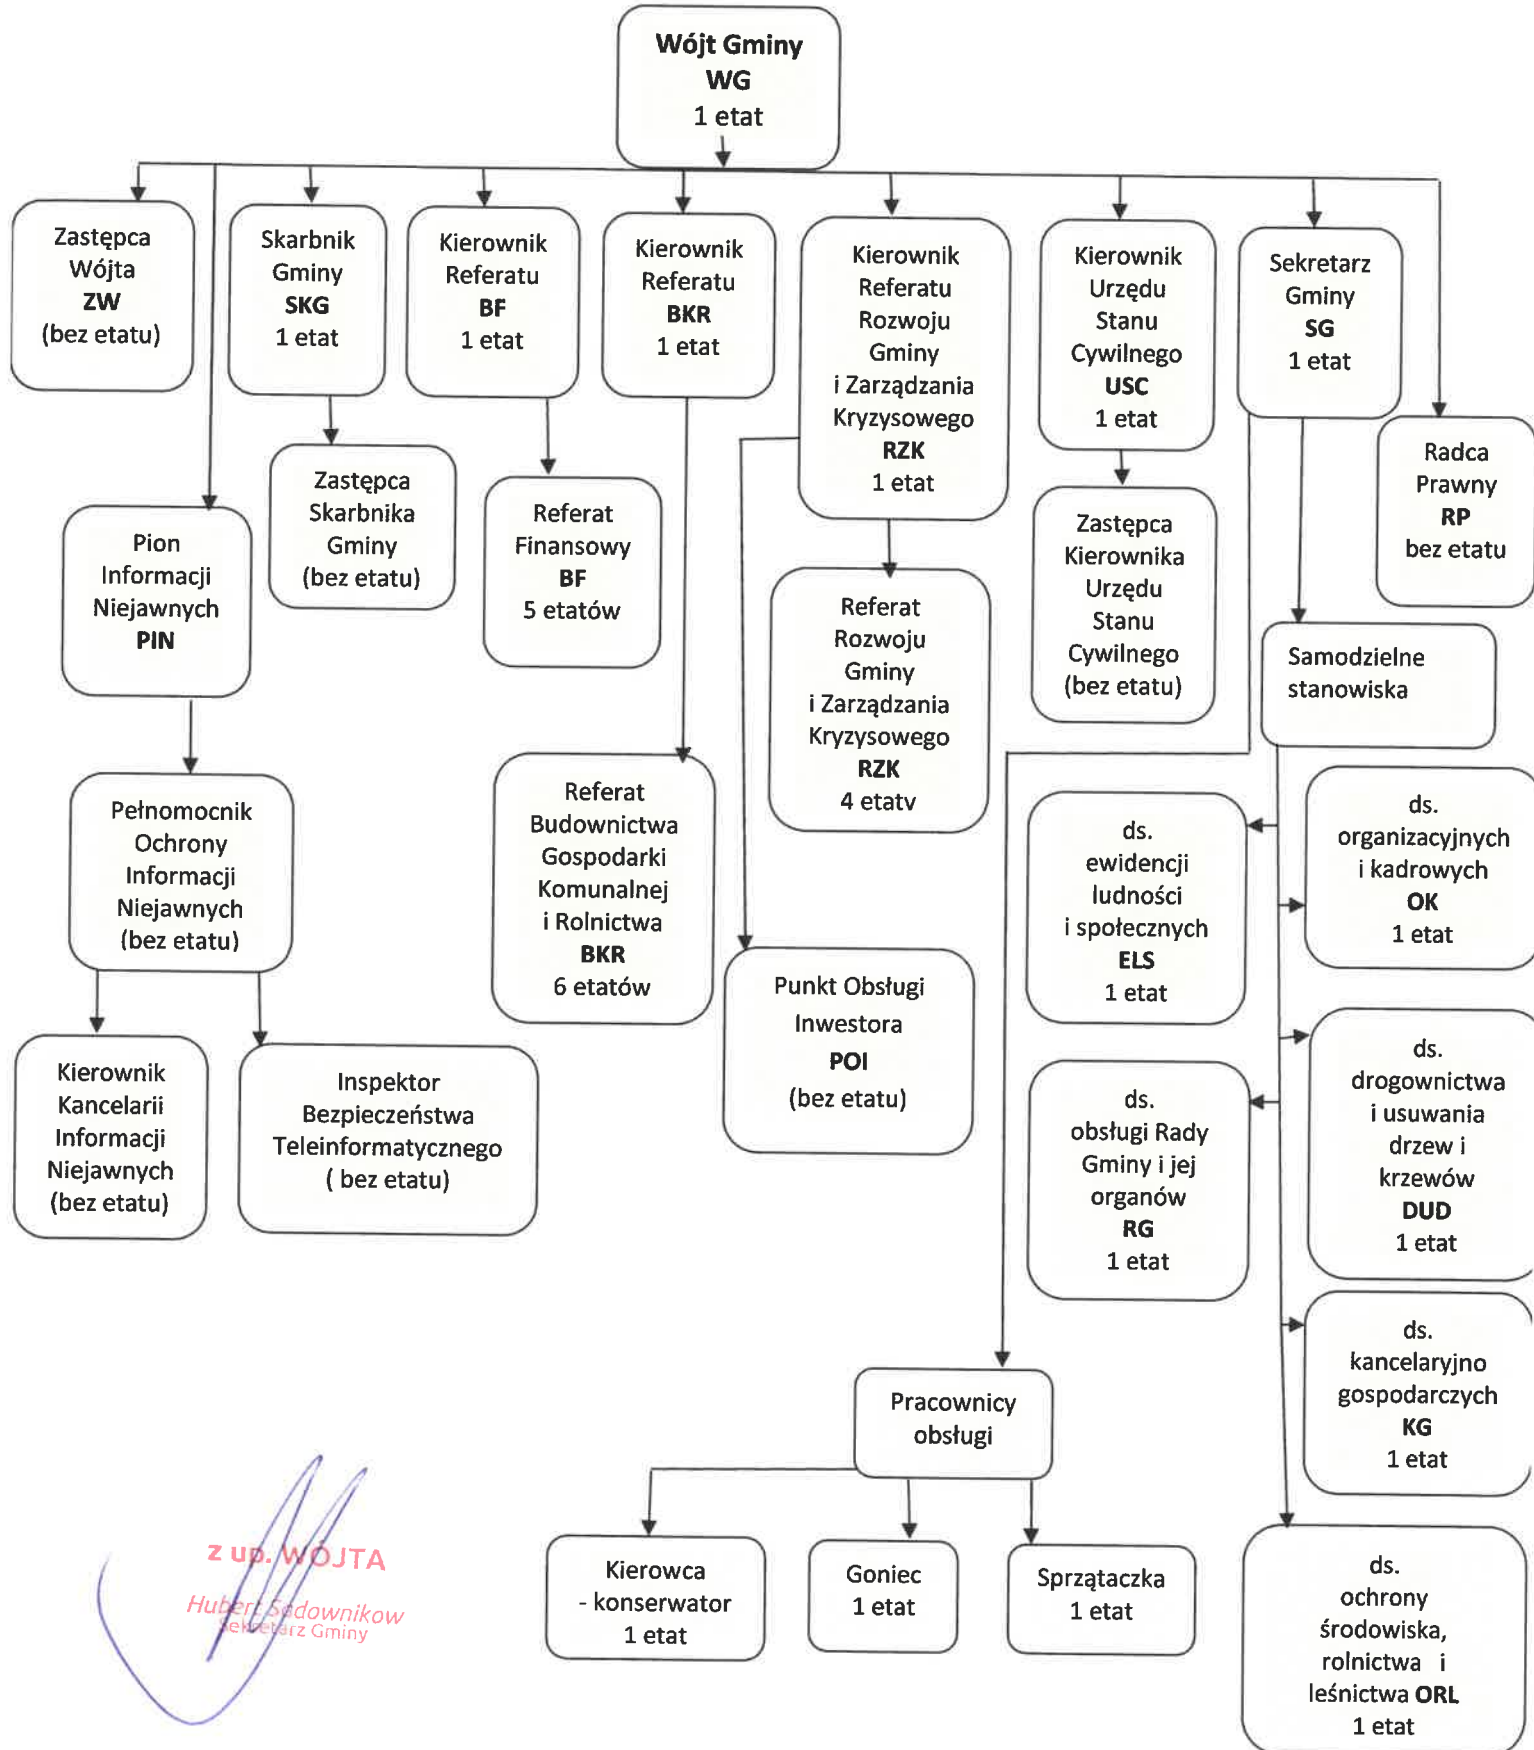 Wójt Gminy
WG
1 etat
Zastępca
Wójta
ZW
(bez etatu)
Skarbnik
Gminy
SKG
1 etat
Kierownik
Referatu
BF
1 etat
Kierownik
Referatu
BKR
1 etat
Kierownik
Referatu
Rozwoju
Gminy
i Zarządzania
Kryzysowego
RZK
1 etat
Kierownik
Urzędu
Stanu
Cywilnego
USC
1 etat
Sekretarz
Gminy
SG
1 etat
Radca
Prawny
RP
bez etatu
Pion
Informacji
Niejawnych
PIN
Zastępca
Skarbnika
Gminy
(bez etatu)
Referat
Finansowy
BF
5 etatów
Referat
Rozwoju
Gminy
i Zarządzania
Kryzysowego
RZK
4 etatv
Zastępca
Kierownika
Urzędu
Stanu
Cywilnego
(bez etatu)
Samodzielne
stanowiska
Pełnomocnik
Ochrony
Informacji
Niejawnych
(bez etatu)
Referat
Budownictwa
Gospodarki
Komunalnej
i Rolnictwa
BKR
6 etatów
Punkt Obsługi
Inwestora
POI
(bez etatu)
ds.
ewidencji
ludności
i społecznych
ELS
1 etat
ds.
organizacyjnych
i kadrowych
OK
1 etat
Kierownik
Kancelarii
Informacji
Niejawnych
(bez etatu)
Inspektor
Bezpieczeństwa
Teleinformatycznego
( bez etatu)
ds.
obsługi Rady
Gminy i jej
organów
RG
1 etat
ds.
drogownictwa
i usuwania
drzew i
krzewów
DUD
1 etat
ds.
kancelaryjno
gospodarczych
KG
1 etat
Pracownicy
obsługi
Kierowca
- konserwator
1 etat
Goniec
1 etat
Sprzątaczka
1 etat
ds.
ochrony
środowiska,
rolnictwa i
leśnictwa ORL
1 etat
z up. WÓJTA
Hubert Sadownikow
Sekretarz Gminy